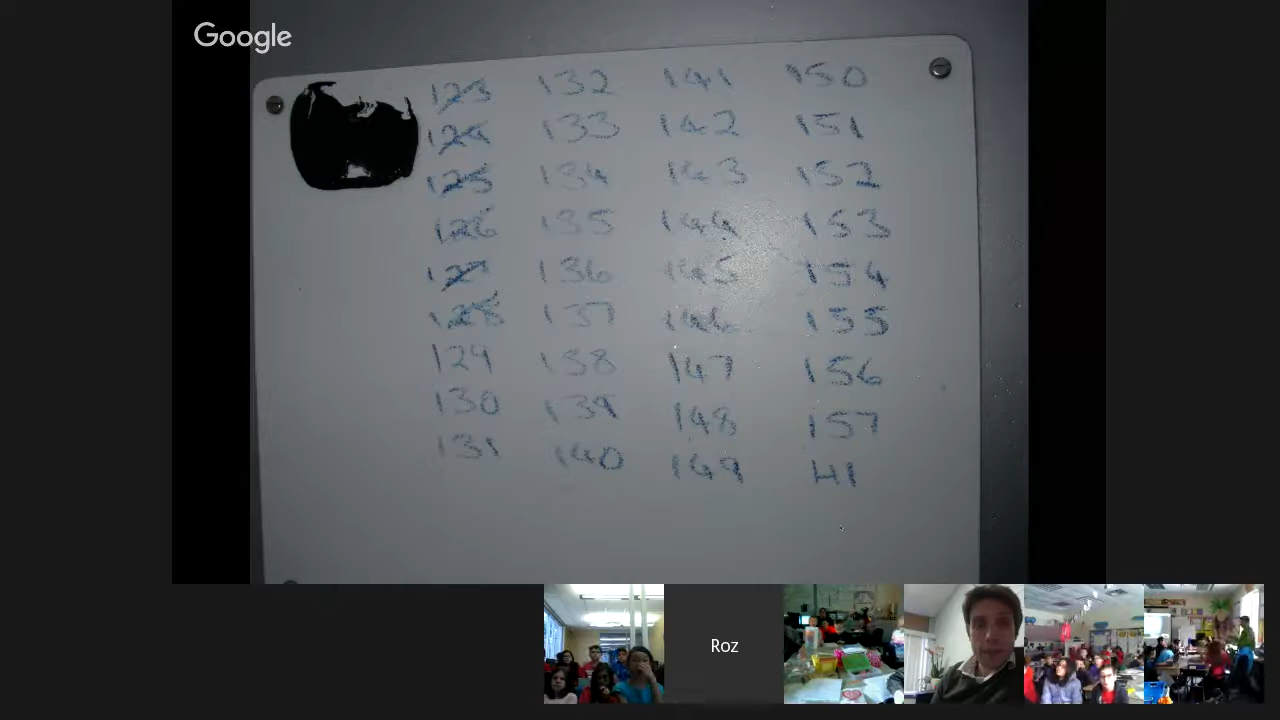 Google
123 132 141 150
124 133 142 151
125 134 143 152
126 135 144 153
127 136 145 154
128 137 146 155
129 138 147 156
130 139 148 157
131 140 149 HI
Roz